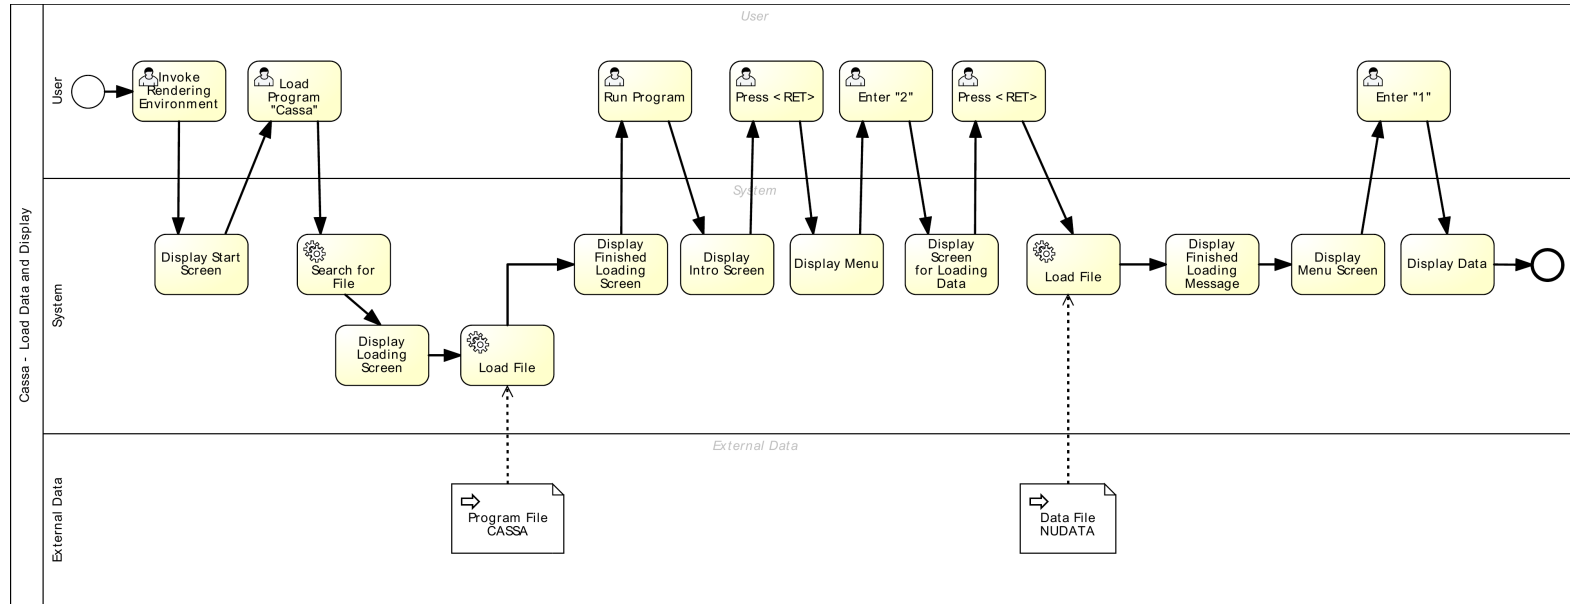 Cassa - Load Data and Display
User
User
Invoke
Rendering
Environment
Load
Program
"Cassa"
Run Program
Press <RET>
Enter "2"
Press <RET>
Enter "1"
System
System
Display Start
Screen
Search for
File
Display
Loading
Screen
Load File
Display
Finished
Loading
Screen
Display
Intro Screen
Display Menu
Display
Screen
for Loading
Data
Load File
Display
Finished
Loading
Message
Display
Menu Screen
Display Data
External Data
External Data
Program File
CASSA
Data File
NUDATA